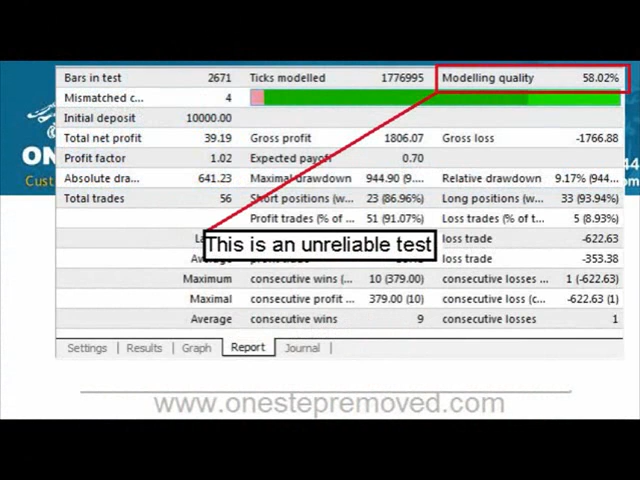 Bars in test 2671 Ticks modelled 1776995 Modelling quality 58.02%
Mismatched c... 4
Initial deposit 10000.00
Total net profit 39.19 Gross profit 1806.07 Gross loss -1766.88
Profit factor 1.02 Expected payoff 0.70
Absolute dra... 641.23 Maximal drawdown 944.90 (9.... Relative drawdown 9.17% (944...
Total trades 56 Short positions (w... 23 (86.96%) Long positions (w... 33 (93.94%)
Profit trades (% of ... 51 (91.07%) Loss trades (% of t... 5 (8.93%)
This is an unreliable test
loss trade -622.63
loss trade -353.38
Maximum consecutive wins (... 10 (379.00) consecutive losses ... 1 (-622.63)
Maximal consecutive profit ... 379.00 (10) consecutive loss (c... -622.63 (1)
Average consecutive wins 9 consecutive losses 1
Settings Results Graph Report Journal
www.onestepremoved.com